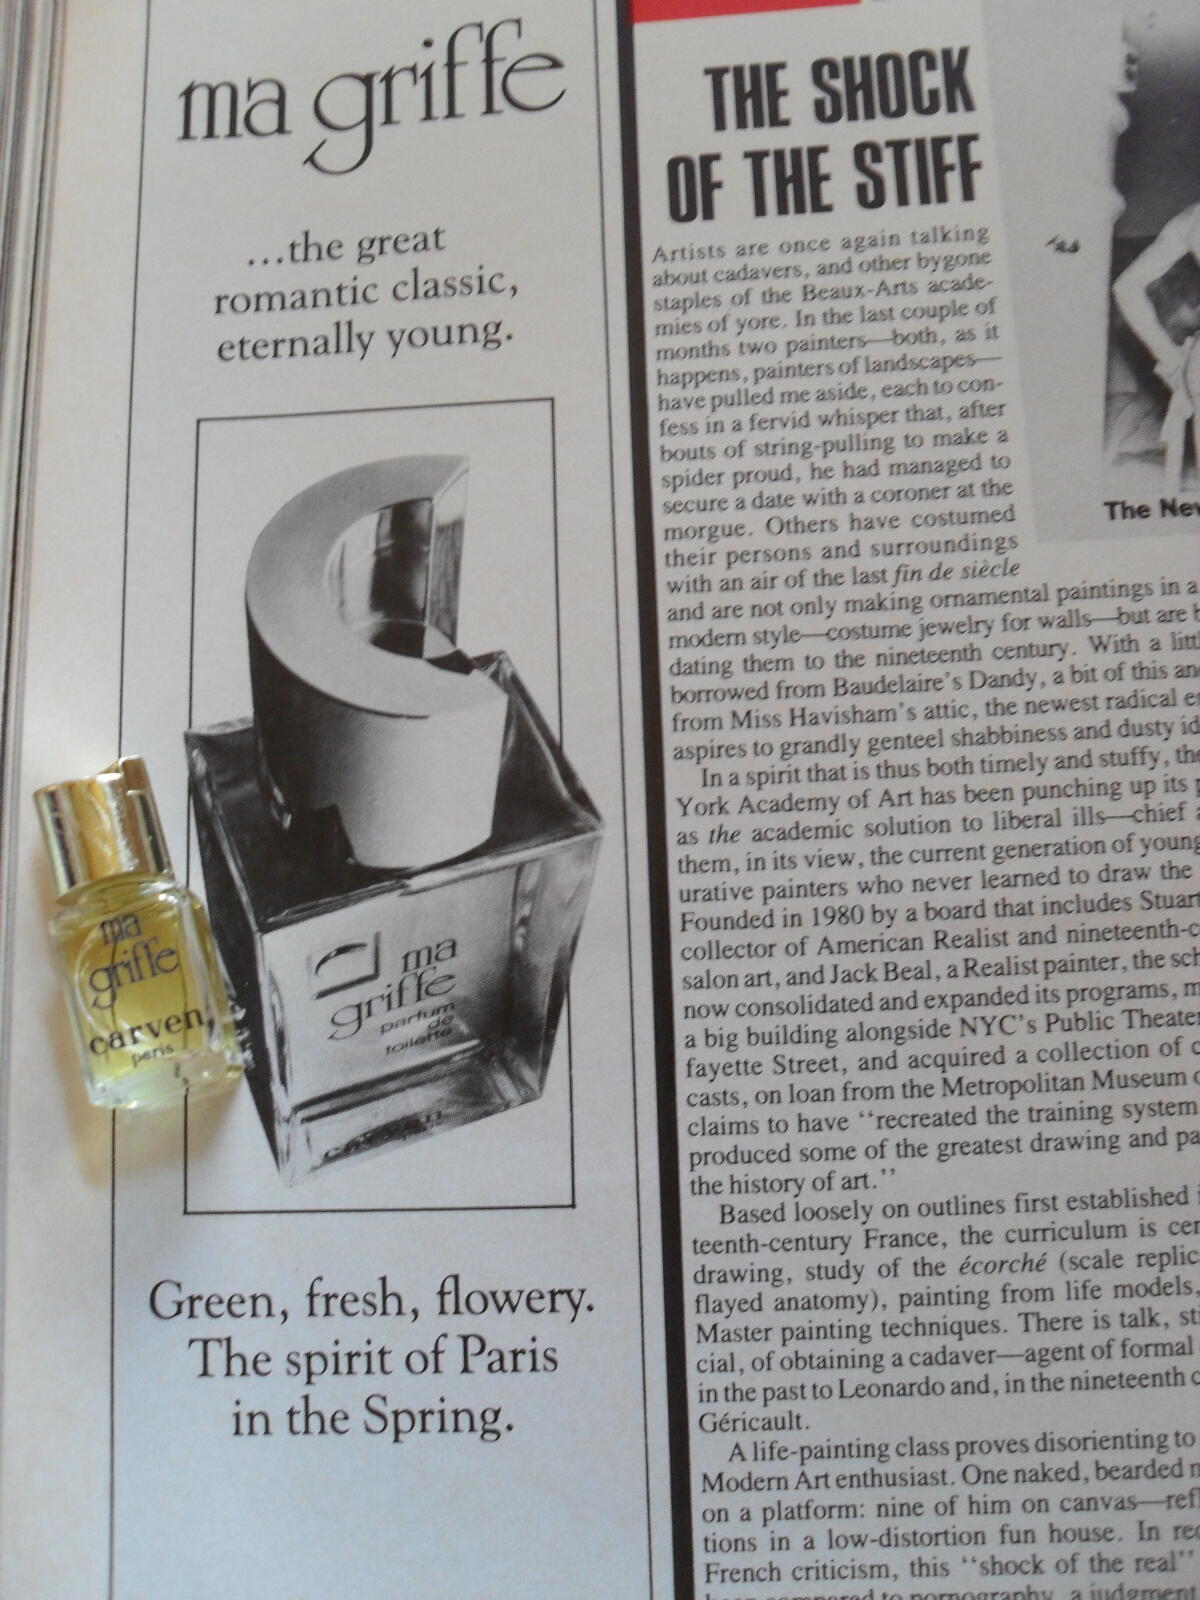 ma griffe
...the great
romantic classic,
eternally young.
ma
griffe
parfum
de
toilette
ma
griffe
carven
paris
Green, fresh, flowery.
The spirit of Paris
in the Spring.
THE SHOCK
OF THE STIFF
Artists are once again talking
about cadavers, and other bygone
staples of the Beaux-Arts acade-
mies of yore. In the last couple of
months two painters—both, as it
happens, painters of landscapes—
have pulled me aside, each to con-
fess in a fervid whisper that, after
bouts of string-pulling to make a
spider proud, he had managed to
secure a date with a coroner at the
morgue. Others have costumed
their persons and surroundings
with an air of the last fin de siècle
and are not only making ornamental paintings in a
modern style—costume jewelry for walls—but are
dating them to the nineteenth century. With a
borrowed from Baudelaire's Dandy, a bit of this
from Miss Havisham's attic, the newest radical
aspires to grandly genteel shabbiness and dusty
In a spirit that is thus both timely and stuffy,
York Academy of Art has been punching up its
as the academic solution to liberal ills—chief
them, in its view, the current generation of
urative painters who never learned to draw the
Founded in 1980 by a board that includes
collector of American Realist and
salon art, and Jack Beal, a Realist painter, the
now consolidated and expanded its programs,
a big building alongside NYC's Public Theater
fayette Street, and acquired a collection of
casts, on loan from the Metropolitan Museum
claims to have "recreated the training system
produced some of the greatest drawing and
the history of art."
Based loosely on outlines first established
teenth-century France, the curriculum is
drawing, study of the écorché (scale
flayed anatomy), painting from life models,
Master painting techniques. There is talk,
cial, of obtaining a cadaver—agent of formal
in the past to Leonardo and, in the nineteenth
Géricault.
A life-painting class proves disorienting to
Modern Art enthusiast. One naked, bearded
on a platform: nine of him on canvas—
tions in a low-distortion fun house. In
French criticism, this "shock of the real"
been compared to pornography, a judgment
The